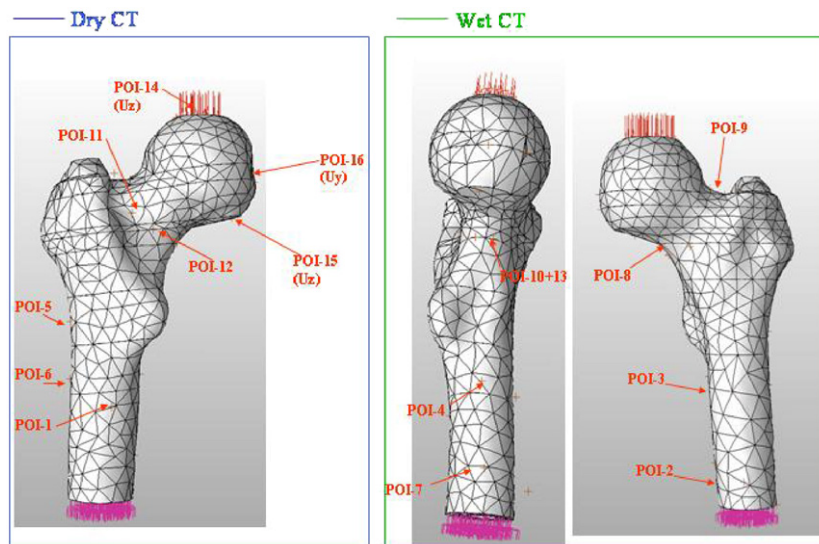 Dry CT
Wet CT
POI-14
(Uz)
POI-11
POI-16
(Uy)
POI-12
POI-15
(Uz)
POI-5
POI-6
POI-1
POI-10+13
POI-4
POI-7
POI-9
POI-8
POI-3
POI-2